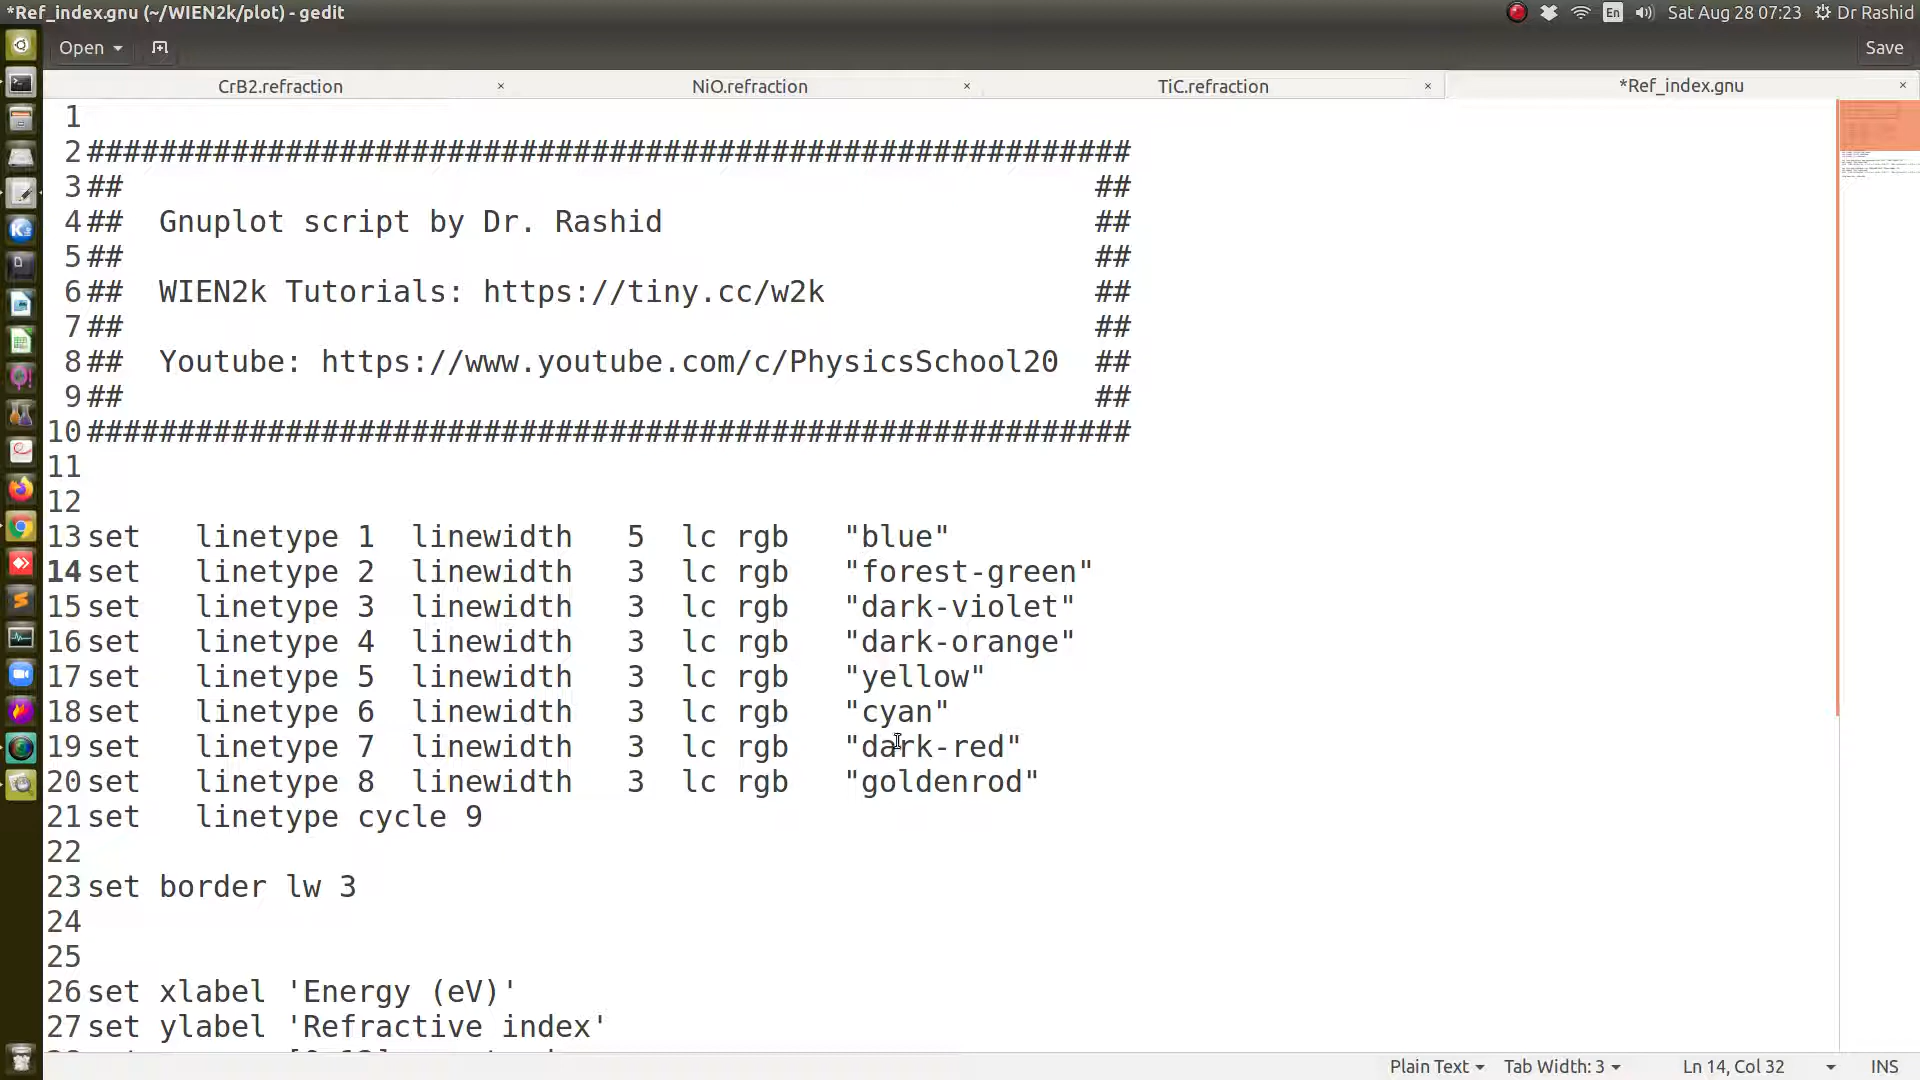 *Ref_index.gnu (~/WIEN2k/plot) - gedit
En
Sat Aug 28 07:23
Dr Rashid
Open
Save
CrB2.refraction ×
NiO.refraction ×
TiC.refraction ×
*Ref_index.gnu ×
1
2 ##########################################################
3 ## ##
4 ## Gnuplot script by Dr. Rashid ##
5 ## ##
6 ## WIEN2k Tutorials: https://tiny.cc/w2k ##
7 ## ##
8 ## Youtube: https://www.youtube.com/c/PhysicsSchool20 ##
9 ## ##
10 ##########################################################
11
12
13 set linetype 1 linewidth 5 lc rgb "blue"
14 set linetype 2 linewidth 3 lc rgb "forest-green"
15 set linetype 3 linewidth 3 lc rgb "dark-violet"
16 set linetype 4 linewidth 3 lc rgb "dark-orange"
17 set linetype 5 linewidth 3 lc rgb "yellow"
18 set linetype 6 linewidth 3 lc rgb "cyan"
19 set linetype 7 linewidth 3 lc rgb "dark-red"
20 set linetype 8 linewidth 3 lc rgb "goldenrod"
21 set linetype cycle 9
22
23 set border lw 3
24
25
26 set xlabel 'Energy (eV)'
27 set ylabel 'Refractive index'
Plain Text
Tab Width: 3
Ln 14, Col 32
INS